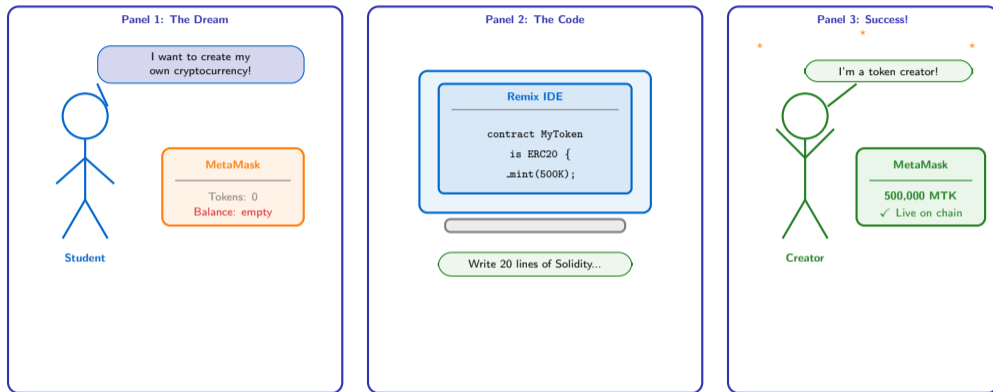 Panel 1: The Dream
I want to create my
own cryptocurrency!
MetaMask
Tokens: 0
Balance: empty
Student
Panel 2: The Code
Remix IDE
contract MyToken
is ERC20 {
_mint(500K);
Write 20 lines of Solidity...
Panel 3: Success!
* * *
I'm a token creator!
MetaMask
500,000 MTK
✓ Live on chain
Creator